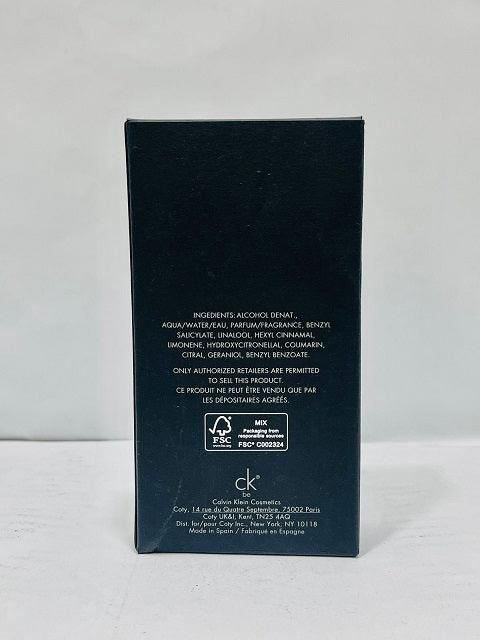 INGEDIENTS: ALCOHOL DENAT.,
AQUA/WATER/EAU, PARFUM/FRAGRANCE, BENZYL
SALICYLATE, LINALOOL, HEXYL CINNAMAL,
LIMONENE, HYDROXYCITRONELLAL, COUMARIN,
CITRAL, GERANIOL, BENZYL BENZOATE.
ONLY AUTHORIZED RETAILERS ARE PERMITTED
TO SELL THIS PRODUCT.
CE PRODUIT NE PEUT ÊTRE VENDU QUE PAR
LES DÉPOSITAIRES AGRÉÉS.
FSC
www.fsc.org
MIX
Packaging from
responsible sources
FSC® C002324
ck®
be
Calvin Klein Cosmetics
Coty, 14 rue du Quatre Septembre, 75002 Paris
Coty UK&I, Kent, TN25 4AQ
Dist. for/pour Coty Inc., New York, NY 10118
Made in Spain / Fabriqué en Espagne